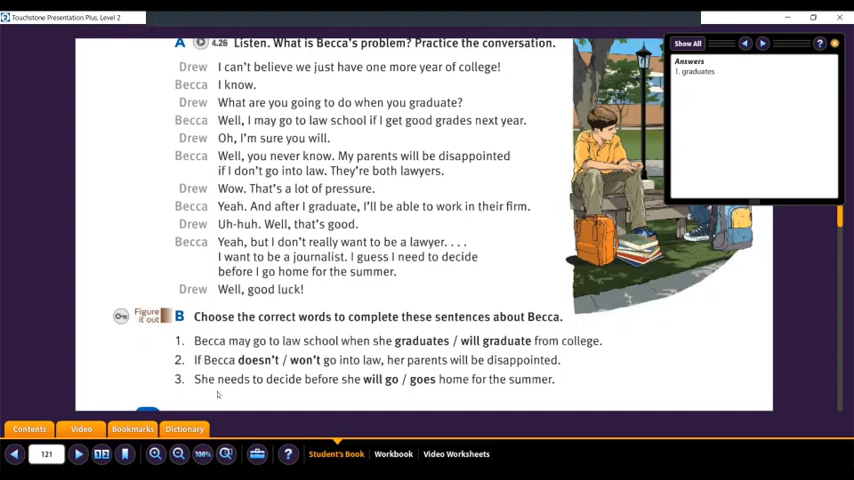 Touchstone Presentation Plus, Level 2
A 4.26 Listen. What is Becca's problem? Practice the conversation.
Drew I can't believe we just have one more year of college!
Becca I know.
Drew What are you going to do when you graduate?
Becca Well, I may go to law school if I get good grades next year.
Drew Oh, I'm sure you will.
Becca Well, you never know. My parents will be disappointed
if I don't go into law. They're both lawyers.
Drew Wow. That's a lot of pressure.
Becca Yeah. And after I graduate, I'll be able to work in their firm.
Drew Uh-huh. Well, that's good.
Becca Yeah, but I don't really want to be a lawyer. . . .
I want to be a journalist. I guess I need to decide
before I go home for the summer.
Drew Well, good luck!
Figure
it out
B Choose the correct words to complete these sentences about Becca.
1. Becca may go to law school when she graduates / will graduate from college.
2. If Becca doesn't / won't go into law, her parents will be disappointed.
3. She needs to decide before she will go / goes home for the summer.
Show All
?
Answers
1. graduates
Contents Video Bookmarks Dictionary
121 12 100% ? Student's Book Workbook Video Worksheets